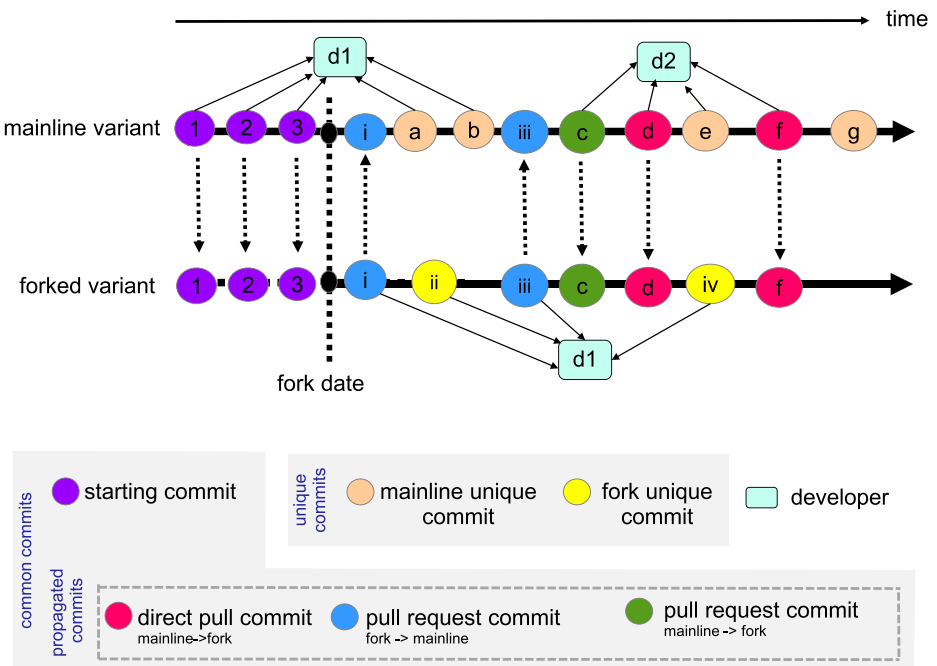 time
d1
d2
mainline variant
1 2 3 i a b iii c d e f g
forked variant
1 2 3 i ii iii c d iv f
d1
fork date
common commits
starting commit
unique
commits
mainline unique
commit
fork unique
commit
developer
propagated
commits
direct pull commit
mainline->fork
pull request commit
fork -> mainline
pull request commit
mainline -> fork